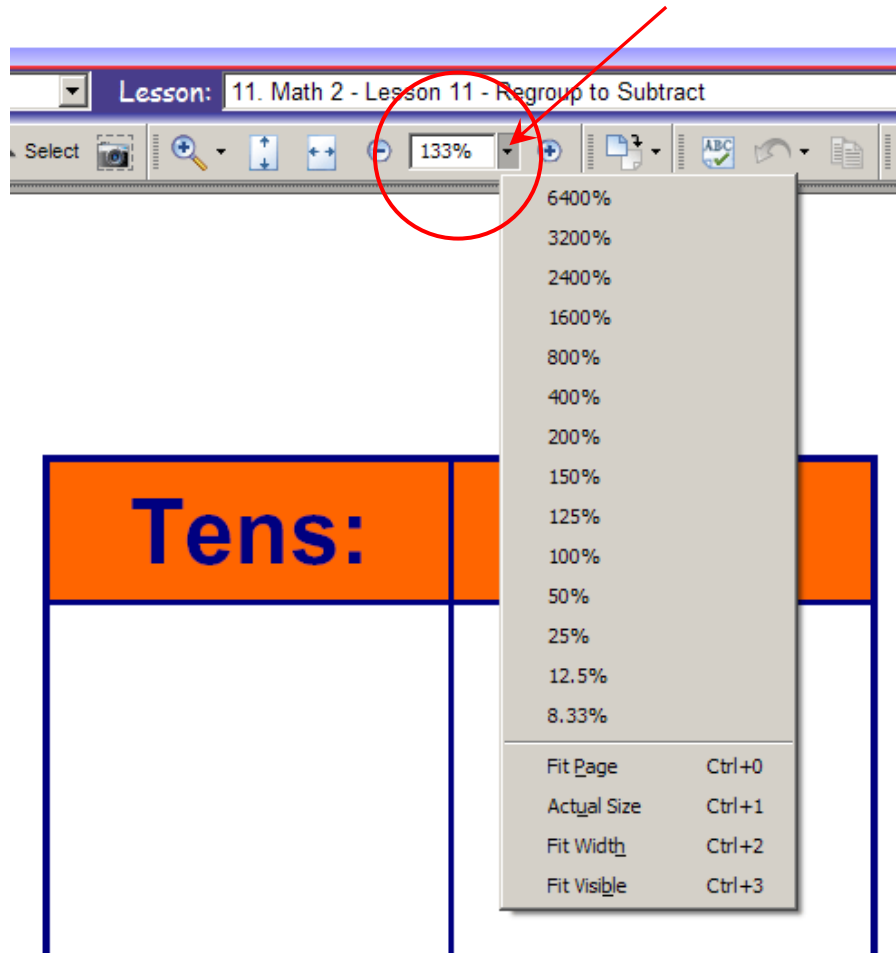 Lesson: 11. Math 2 - Lesson 11 - Regroup to Subtract
Select 133% ABC
6400%
3200%
2400%
1600%
800%
400%
200%
150%
125%
100%
50%
25%
12.5%
8.33%
Fit Page Ctrl+0
Actual Size Ctrl+1
Fit Width Ctrl+2
Fit Visible Ctrl+3
Tens: